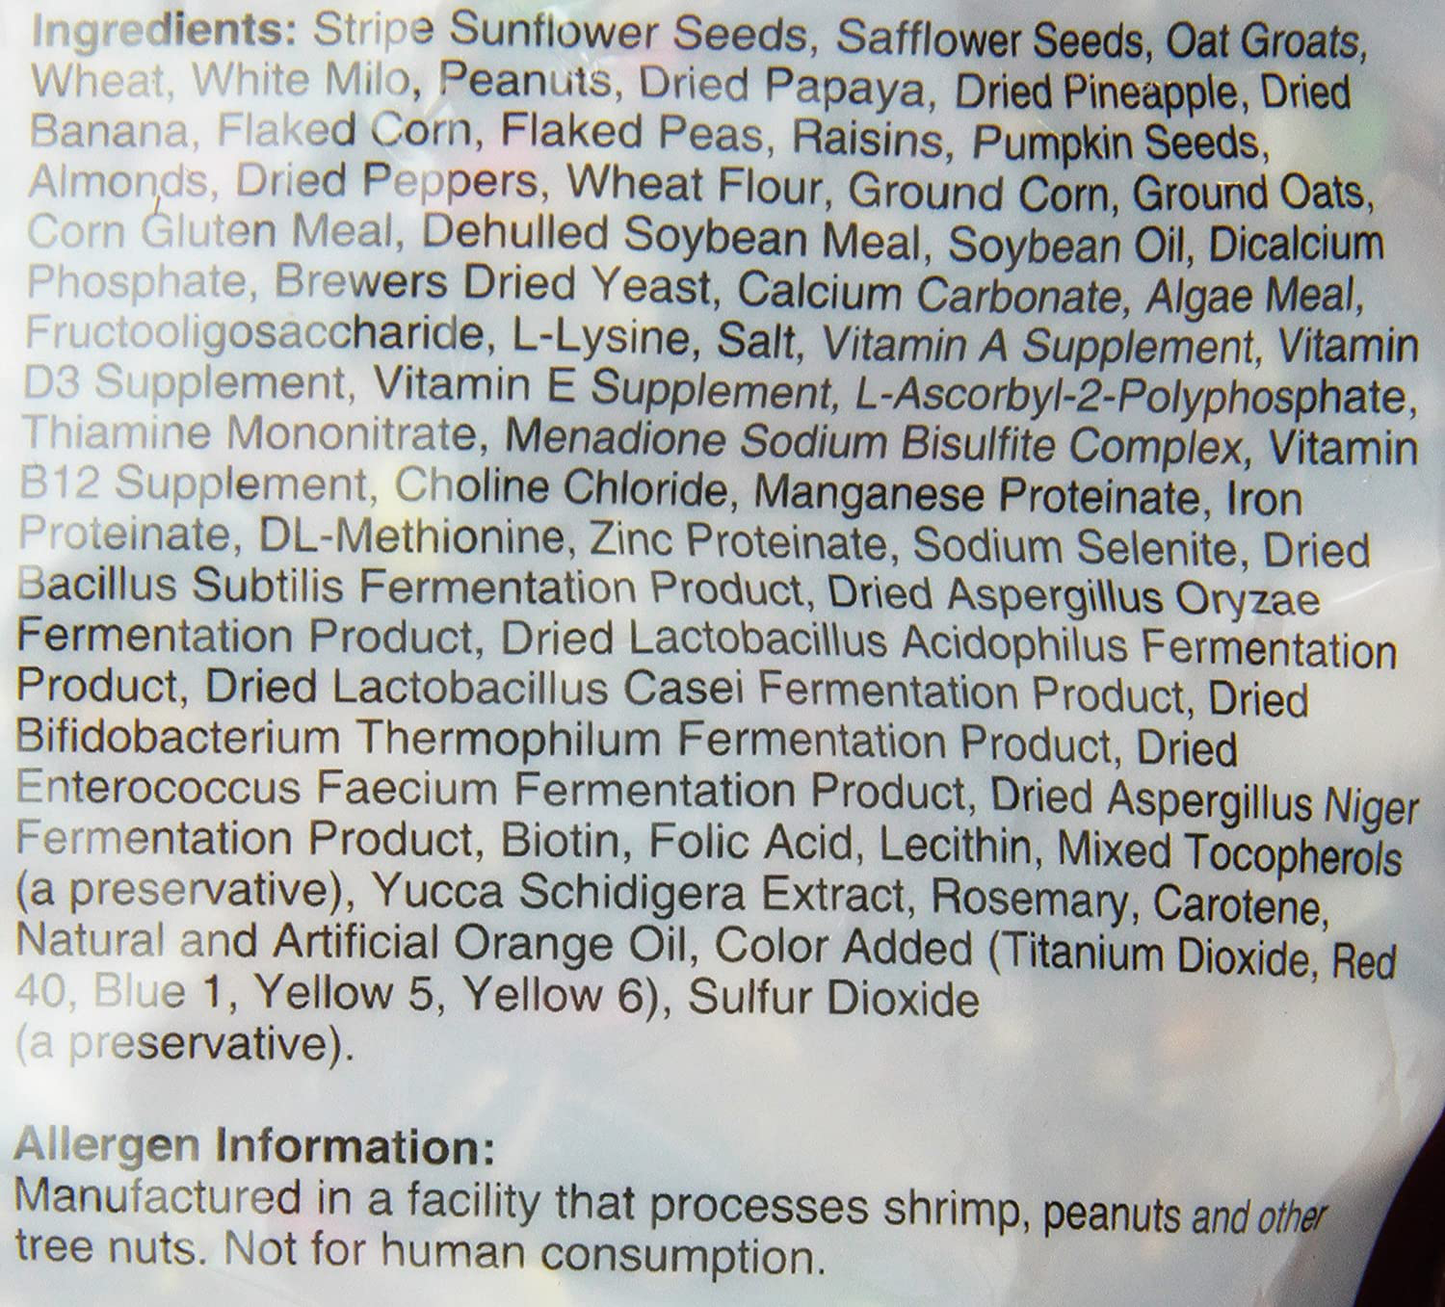 Ingredients: Stripe Sunflower Seeds, Safflower Seeds, Oat Groats,
Wheat, White Milo, Peanuts, Dried Papaya, Dried Pineapple, Dried
Banana, Flaked Corn, Flaked Peas, Raisins, Pumpkin Seeds,
Almonds, Dried Peppers, Wheat Flour, Ground Corn, Ground Oats,
Corn Gluten Meal, Dehulled Soybean Meal, Soybean Oil, Dicalcium
Phosphate, Brewers Dried Yeast, Calcium Carbonate, Algae Meal,
Fructooligosaccharide, L-Lysine, Salt, Vitamin A Supplement, Vitamin
D3 Supplement, Vitamin E Supplement, L-Ascorbyl-2-Polyphosphate,
Thiamine Mononitrate, Menadione Sodium Bisulfite Complex, Vitamin
B12 Supplement, Choline Chloride, Manganese Proteinate, Iron
Proteinate, DL-Methionine, Zinc Proteinate, Sodium Selenite, Dried
Bacillus Subtilis Fermentation Product, Dried Aspergillus Oryzae
Fermentation Product, Dried Lactobacillus Acidophilus Fermentation
Product, Dried Lactobacillus Casei Fermentation Product, Dried
Bifidobacterium Thermophilum Fermentation Product, Dried
Enterococcus Faecium Fermentation Product, Dried Aspergillus Niger
Fermentation Product, Biotin, Folic Acid, Lecithin, Mixed Tocopherols
(a preservative), Yucca Schidigera Extract, Rosemary, Carotene,
Natural and Artificial Orange Oil, Color Added (Titanium Dioxide, Red
40, Blue 1, Yellow 5, Yellow 6), Sulfur Dioxide
(a preservative).
Allergen Information:
Manufactured in a facility that processes shrimp, peanuts and other
tree nuts. Not for human consumption.